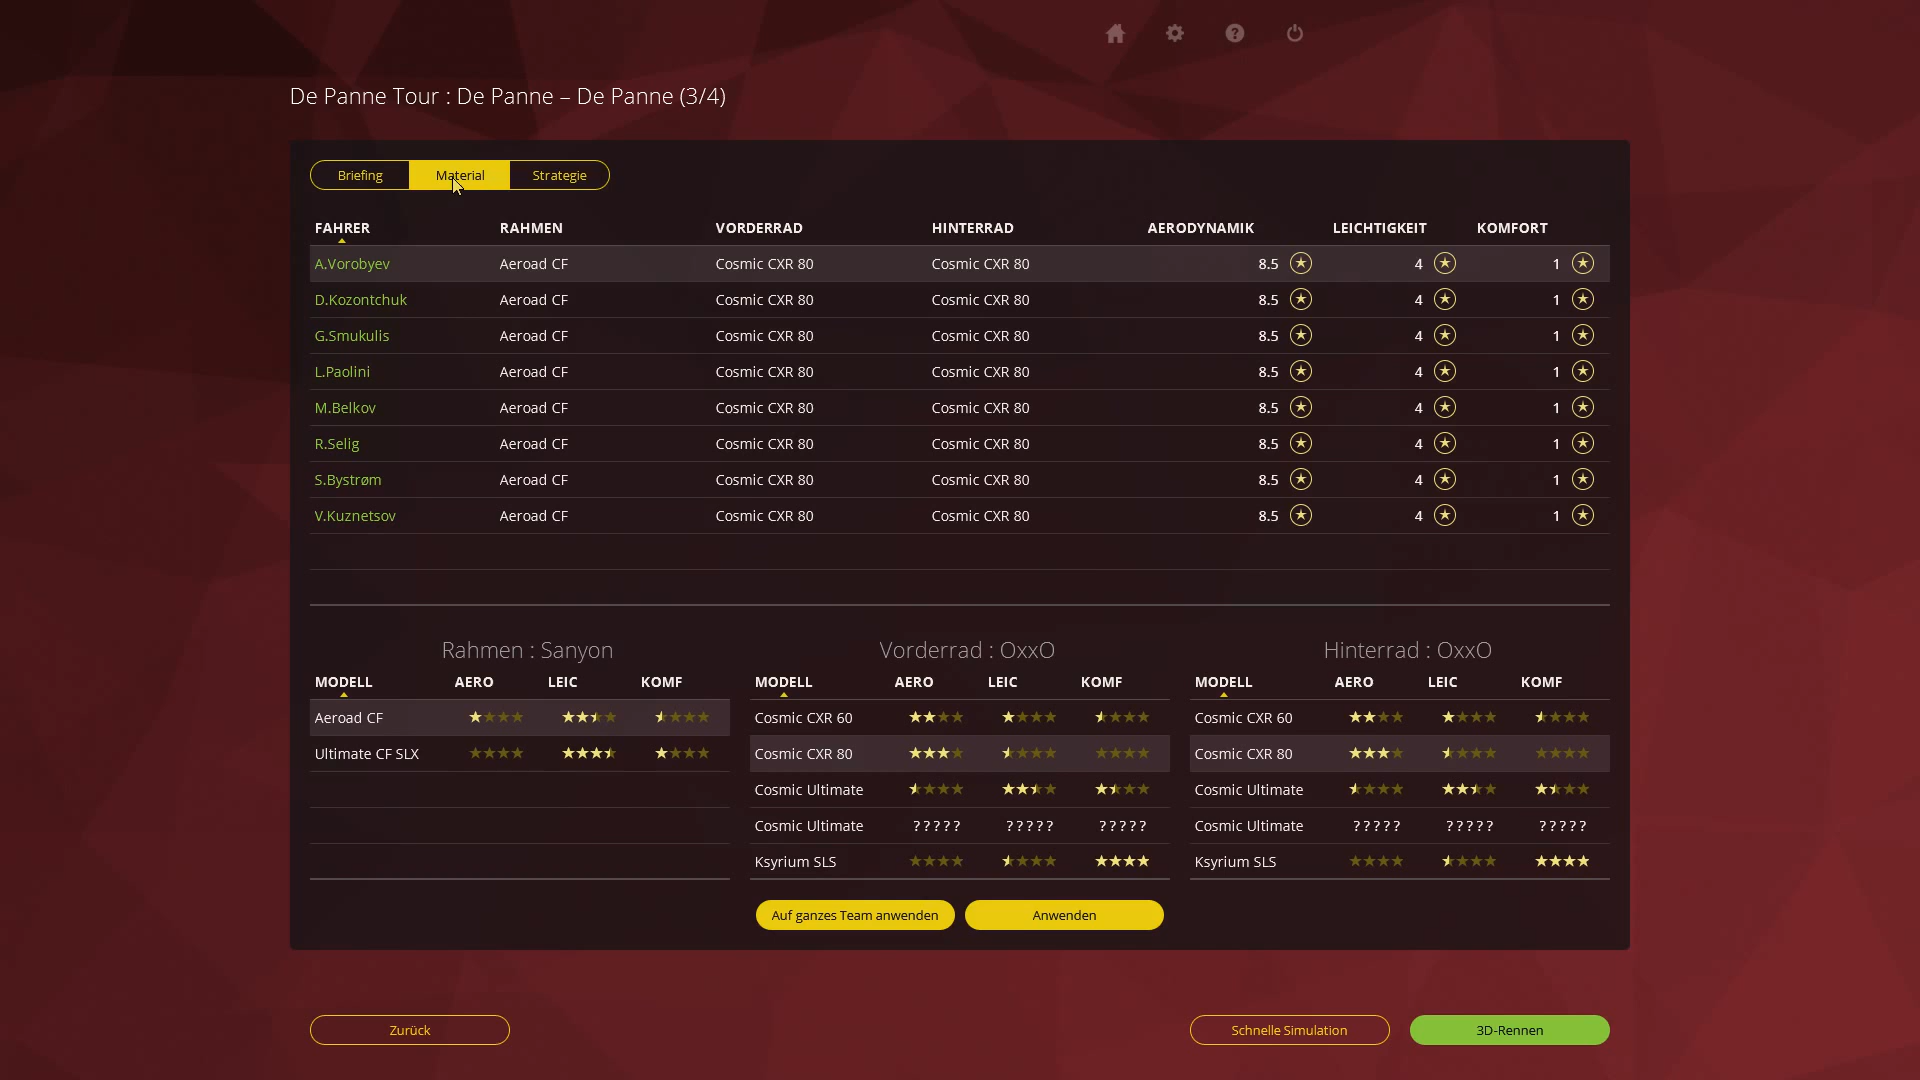 De Panne Tour : De Panne – De Panne (3/4)
Briefing Material Strategie
FAHRER RAHMEN VORDERRAD HINTERRAD AERODYNAMIK LEICHTIGKEIT KOMFORT
A.Vorobyev Aeroad CF Cosmic CXR 80 Cosmic CXR 80 8.5 4 1
D.Kozontchuk Aeroad CF Cosmic CXR 80 Cosmic CXR 80 8.5 4 1
G.Smukulis Aeroad CF Cosmic CXR 80 Cosmic CXR 80 8.5 4 1
L.Paolini Aeroad CF Cosmic CXR 80 Cosmic CXR 80 8.5 4 1
M.Belkov Aeroad CF Cosmic CXR 80 Cosmic CXR 80 8.5 4 1
R.Selig Aeroad CF Cosmic CXR 80 Cosmic CXR 80 8.5 4 1
S.Bystrøm Aeroad CF Cosmic CXR 80 Cosmic CXR 80 8.5 4 1
V.Kuznetsov Aeroad CF Cosmic CXR 80 Cosmic CXR 80 8.5 4 1
Rahmen : Sanyon
MODELL AERO LEIC KOMF
Aeroad CF
Ultimate CF SLX
Vorderrad : OxxO
MODELL AERO LEIC KOMF
Cosmic CXR 60
Cosmic CXR 80
Cosmic Ultimate
Cosmic Ultimate ????? ????? ?????
Ksyrium SLS
Hinterrad : OxxO
MODELL AERO LEIC KOMF
Cosmic CXR 60
Cosmic CXR 80
Cosmic Ultimate
Cosmic Ultimate ????? ????? ?????
Ksyrium SLS
Auf ganzes Team anwenden Anwenden
Zurück Schnelle Simulation 3D-Rennen